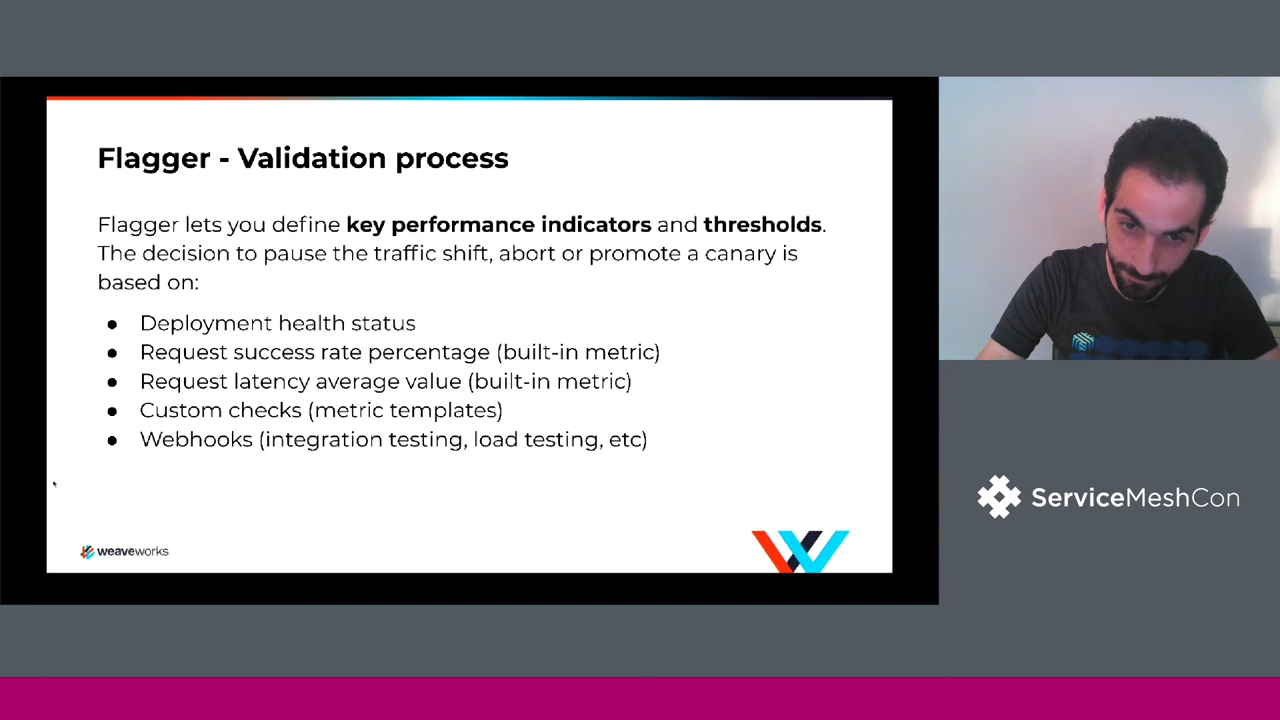 Flagger - Validation process
Flagger lets you define key performance indicators and thresholds.
The decision to pause the traffic shift, abort or promote a canary is
based on:
● Deployment health status
● Request success rate percentage (built-in metric)
● Request latency average value (built-in metric)
● Custom checks (metric templates)
● Webhooks (integration testing, load testing, etc)
weaveworks
ServiceMeshCon